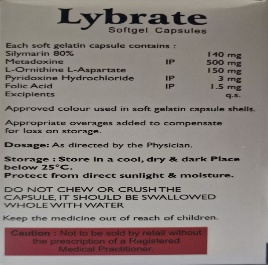 Lybrate
Softgel Capsules
Each soft gelatin capsule contains :
Silymarin 80% 140 mg
Metadoxine IP 500 mg
L-Ornithine L-Aspartate 150 mg
Pyridoxine Hydrochloride IP 3 mg
Folic Acid IP 1.5 mg
Excipients q.s.
Approved colour used in soft gelatin capsule shells.
Appropriate overages added to compensate
for loss on storage.
Dosage: As directed by the Physician.
Storage : Store in a cool, dry & dark Place
below 25°C.
Protect from direct sunlight & moisture.
DO NOT CHEW OR CRUSH THE
CAPSULE, IT SHOULD BE SWALLOWED
WHOLE WITH WATER
Keep the medicine out of reach of children.
Caution : Not to be sold by retail without
the prescription of a Registered
Medical Practitioner.